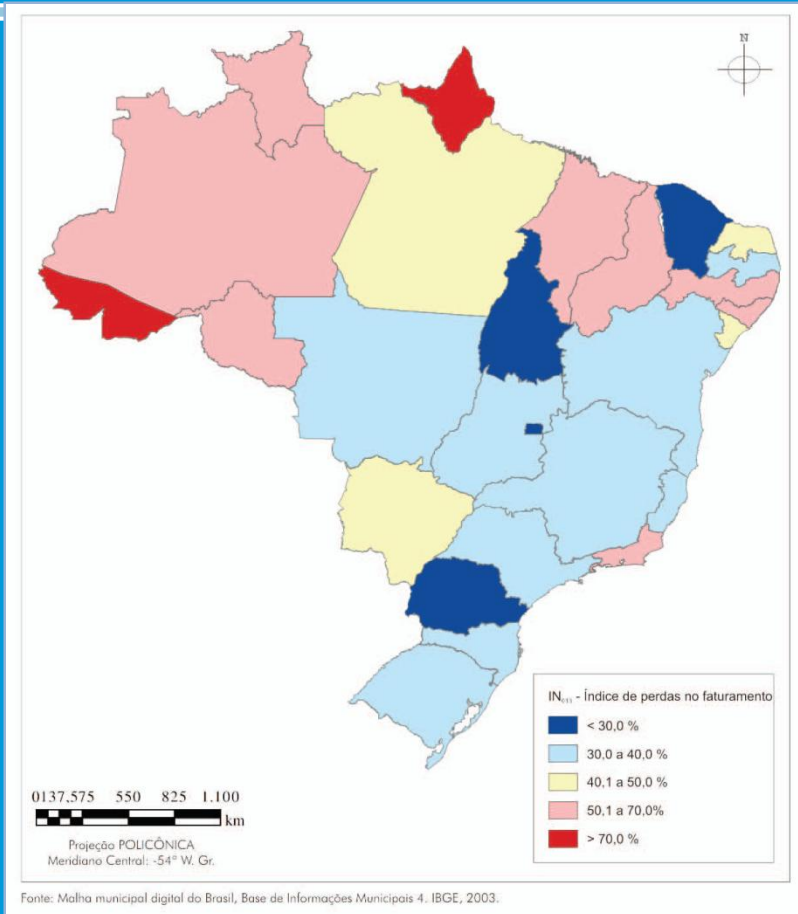 N
IN₀₁₃ - Índice de perdas no faturamento
< 30,0 %
30,0 a 40,0 %
40,1 a 50,0 %
50,1 a 70,0%
> 70,0 %
0137,575 550 825 1.100
km
Projeção POLICÔNICA
Meridiano Central: -54º W. Gr.
Fonte: Malha municipal digital do Brasil, Base de Informações Municipais 4. IBGE, 2003.